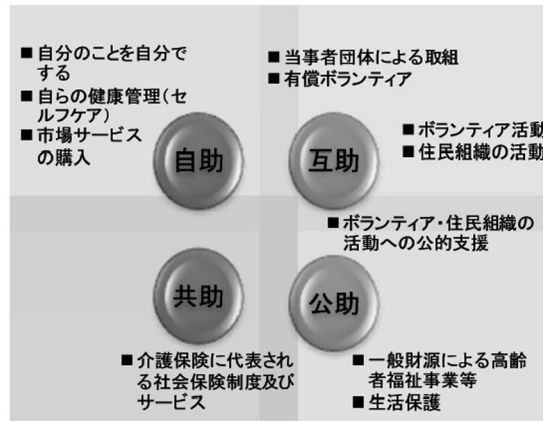 ■ 自分のことを自分で
する
■ 自らの健康管理(セ
ルフケア)
■ 市場サービス
の購入
■ 当事者団体による取組
■ 有償ボランティア
■ ボランティア活動
■ 住民組織の活動
自助
互助
■ ボランティア・住民組織の
活動への公的支援
共助
公助
■ 介護保険に代表され
る社会保険制度及び
サービス
■ 一般財源による高齢
者福祉事業等
■ 生活保護